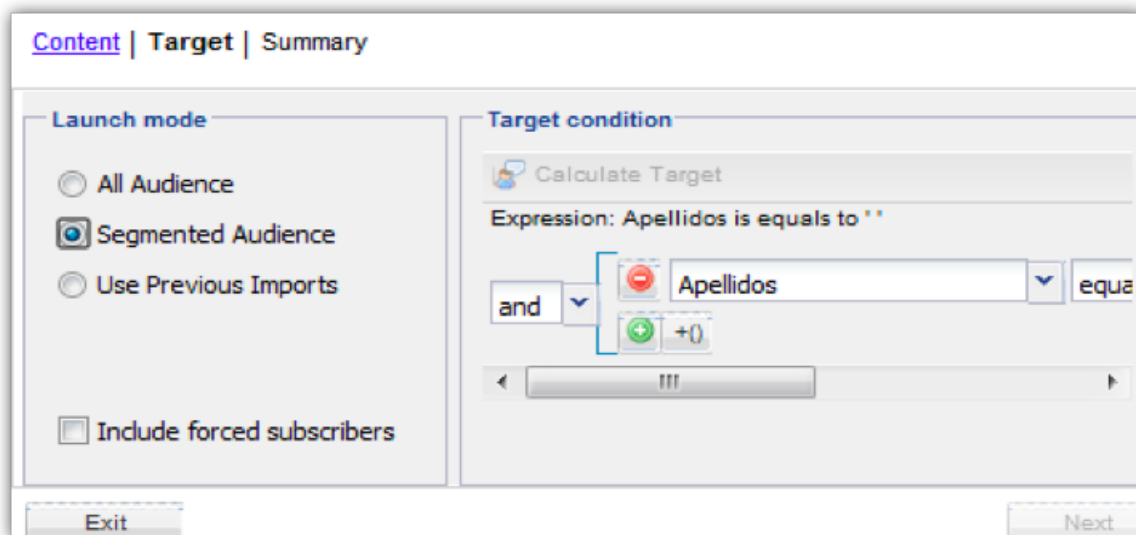 Content | Target | Summary
Launch mode
All Audience
Segmented Audience
Use Previous Imports
Include forced subscribers
Target condition
Calculate Target
Expression: Apellidos is equals to ' '
and
Apellidos
equa
+()
Exit
Next